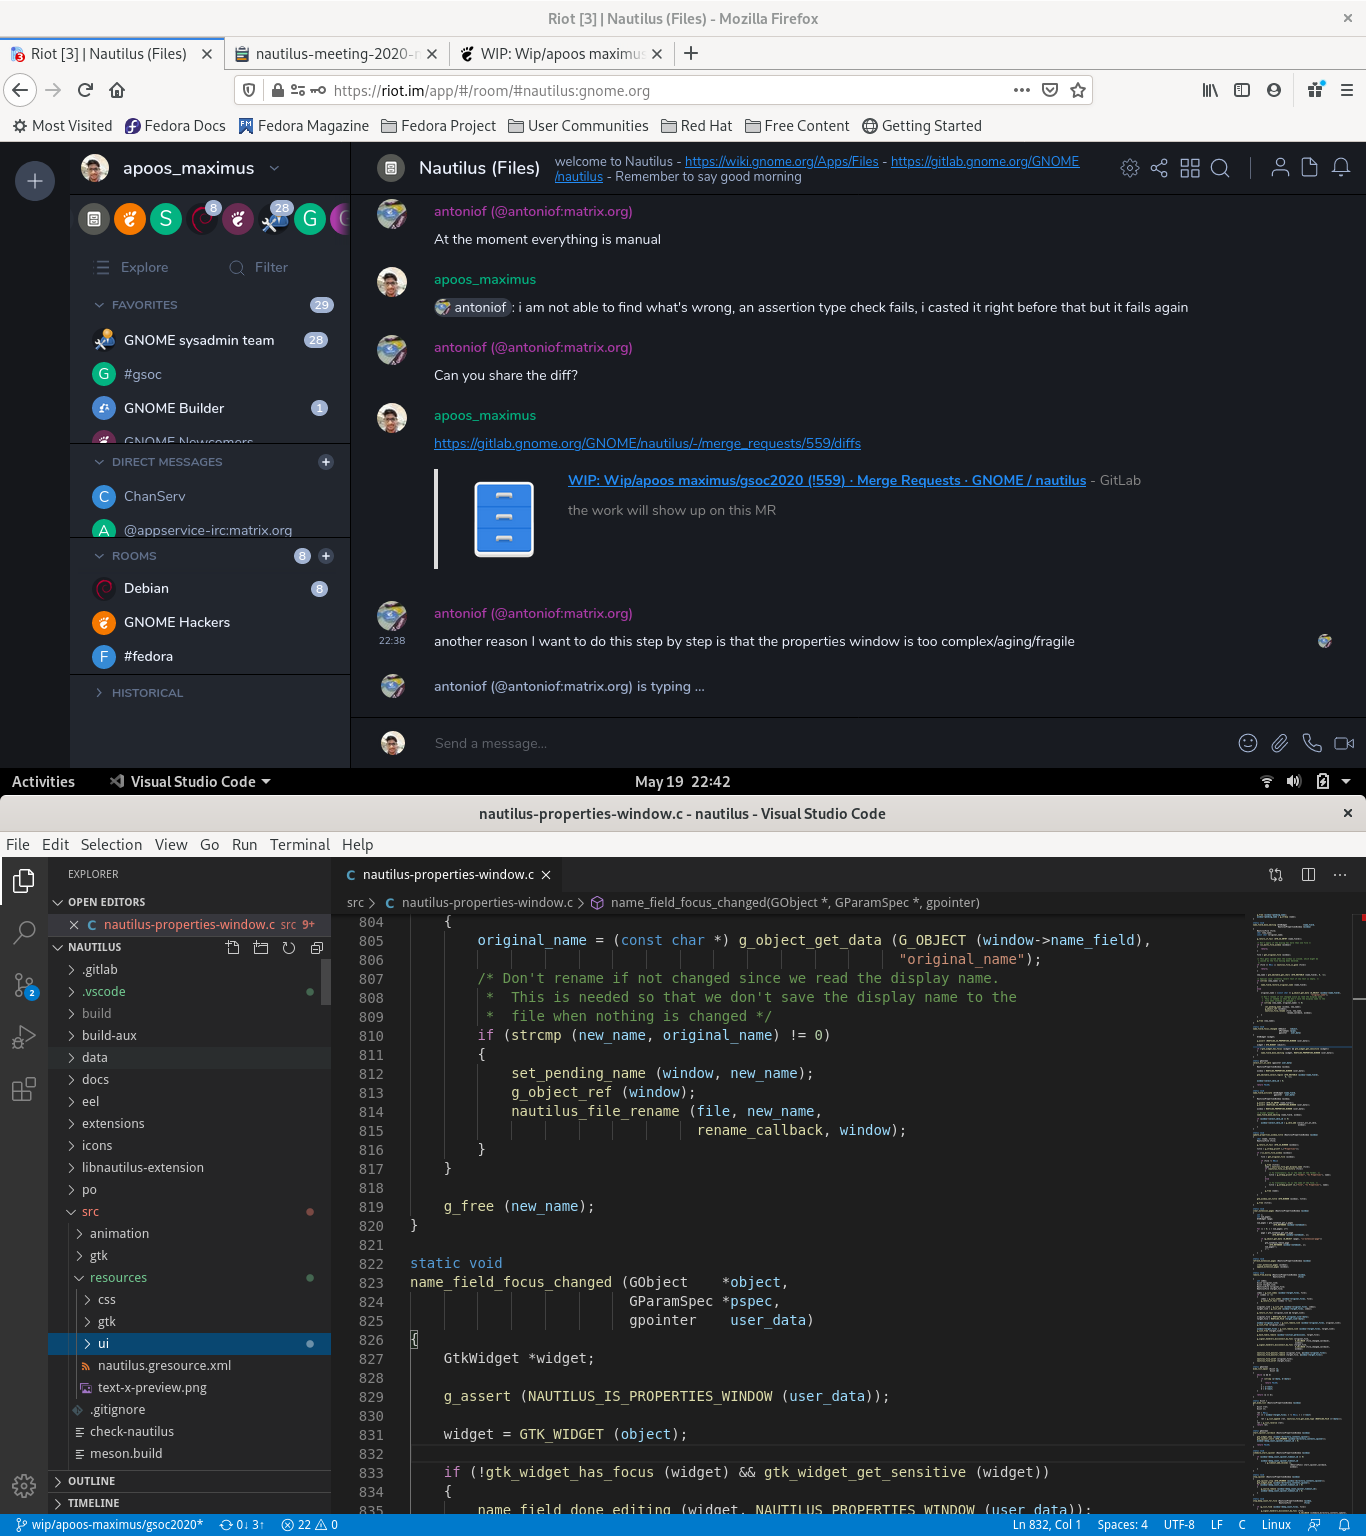 Riot [3] | Nautilus (Files) - Mozilla Firefox
Riot [3] | Nautilus (Files)
nautilus-meeting-2020-
WIP: Wip/apoos maximu
https://riot.im/app/#/room/#nautilus:gnome.org
Most Visited Fedora Docs Fedora Magazine Fedora Project User Communities Red Hat Free Content Getting Started
apoos_maximus
Nautilus (Files)
welcome to Nautilus - https://wiki.gnome.org/Apps/Files - https://gitlab.gnome.org/GNOME
/nautilus - Remember to say good morning
S 8 28 G
Explore Filter
FAVORITES 29
GNOME sysadmin team 28
G #gsoc
GNOME Builder 1
GNOME Newcomers
DIRECT MESSAGES
C ChanServ
A @appservice-irc:matrix.org
ROOMS 8
Debian 8
GNOME Hackers
F #fedora
HISTORICAL
antoniof (@antoniof:matrix.org)
At the moment everything is manual
apoos_maximus
antoniof : i am not able to find what's wrong, an assertion type check fails, i casted it right before that but it fails again
antoniof (@antoniof:matrix.org)
Can you share the diff?
apoos_maximus
https://gitlab.gnome.org/GNOME/nautilus/-/merge_requests/559/diffs
WIP: Wip/apoos maximus/gsoc2020 (!559) · Merge Requests · GNOME / nautilus - GitLab
the work will show up on this MR
antoniof (@antoniof:matrix.org)
22:38 another reason I want to do this step by step is that the properties window is too complex/aging/fragile
antoniof (@antoniof:matrix.org) is typing ...
Send a message...
Activities Visual Studio Code May 19 22:42
nautilus-properties-window.c - nautilus - Visual Studio Code
File Edit Selection View Go Run Terminal Help
EXPLORER
OPEN EDITORS
C nautilus-properties-window.c src 9+
NAUTILUS
.gitlab
.vscode
build
build-aux
data
docs
eel
extensions
icons
libnautilus-extension
po
src
animation
gtk
resources
css
gtk
ui
nautilus.gresource.xml
text-x-preview.png
.gitignore
check-nautilus
meson.build
OUTLINE
TIMELINE
2
C nautilus-properties-window.c
src > C nautilus-properties-window.c > name_field_focus_changed(GObject *, GParamSpec *, gpointer)
804 {
805 original_name = (const char *) g_object_get_data (G_OBJECT (window->name_field),
806 "original_name");
807 /* Don't rename if not changed since we read the display name.
808 * This is needed so that we don't save the display name to the
809 * file when nothing is changed */
810 if (strcmp (new_name, original_name) != 0)
811 {
812 set_pending_name (window, new_name);
813 g_object_ref (window);
814 nautilus_file_rename (file, new_name,
815 rename_callback, window);
816 }
817 }
818
819 g_free (new_name);
820 }
821
822 static void
823 name_field_focus_changed (GObject *object,
824 GParamSpec *pspec,
825 gpointer user_data)
826 {
827 GtkWidget *widget;
828
829 g_assert (NAUTILUS_IS_PROPERTIES_WINDOW (user_data));
830
831 widget = GTK_WIDGET (object);
832
833 if (!gtk_widget_has_focus (widget) && gtk_widget_get_sensitive (widget))
834 {
835 name_field_done_editing (widget, NAUTILUS_PROPERTIES_WINDOW (user_data));
wip/apoos-maximus/gsoc2020* 0↓ 3↑ 22 0 Ln 832, Col 1 Spaces: 4 UTF-8 LF C Linux